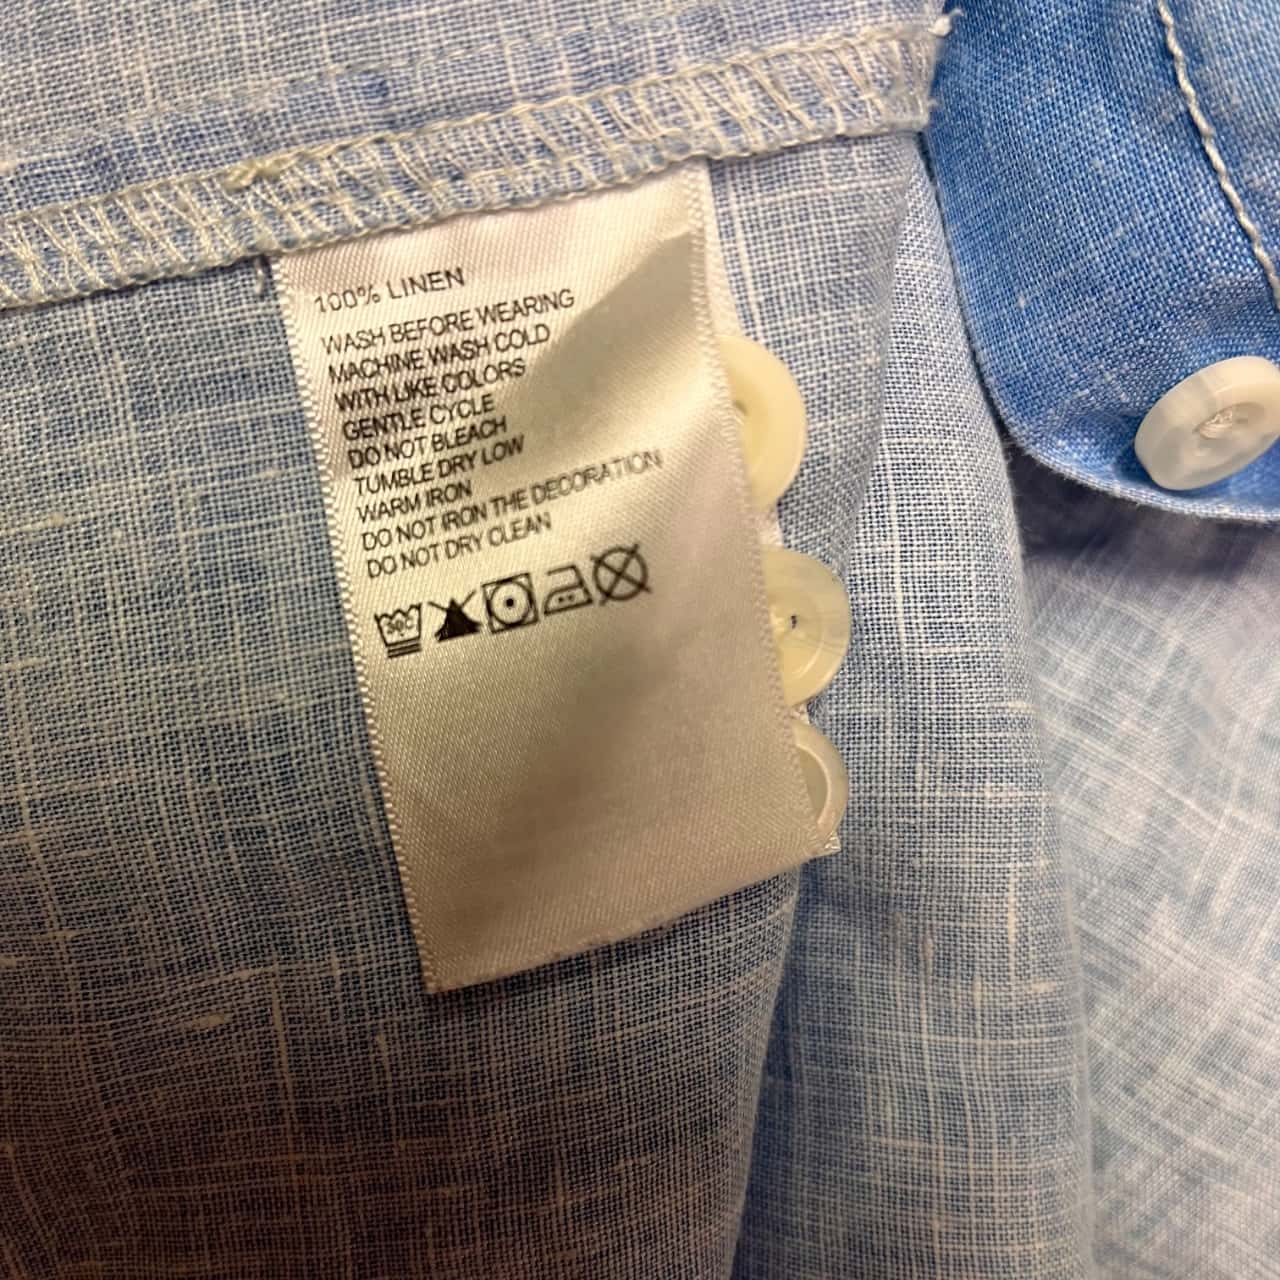 100% LINEN
WASH BEFORE WEARING
MACHINE WASH COLD
WITH LIKE COLORS
GENTLE CYCLE
DO NOT BLEACH
TUMBLE DRY LOW
WARM IRON
DO NOT IRON THE DECORATION
DO NOT DRY CLEAN